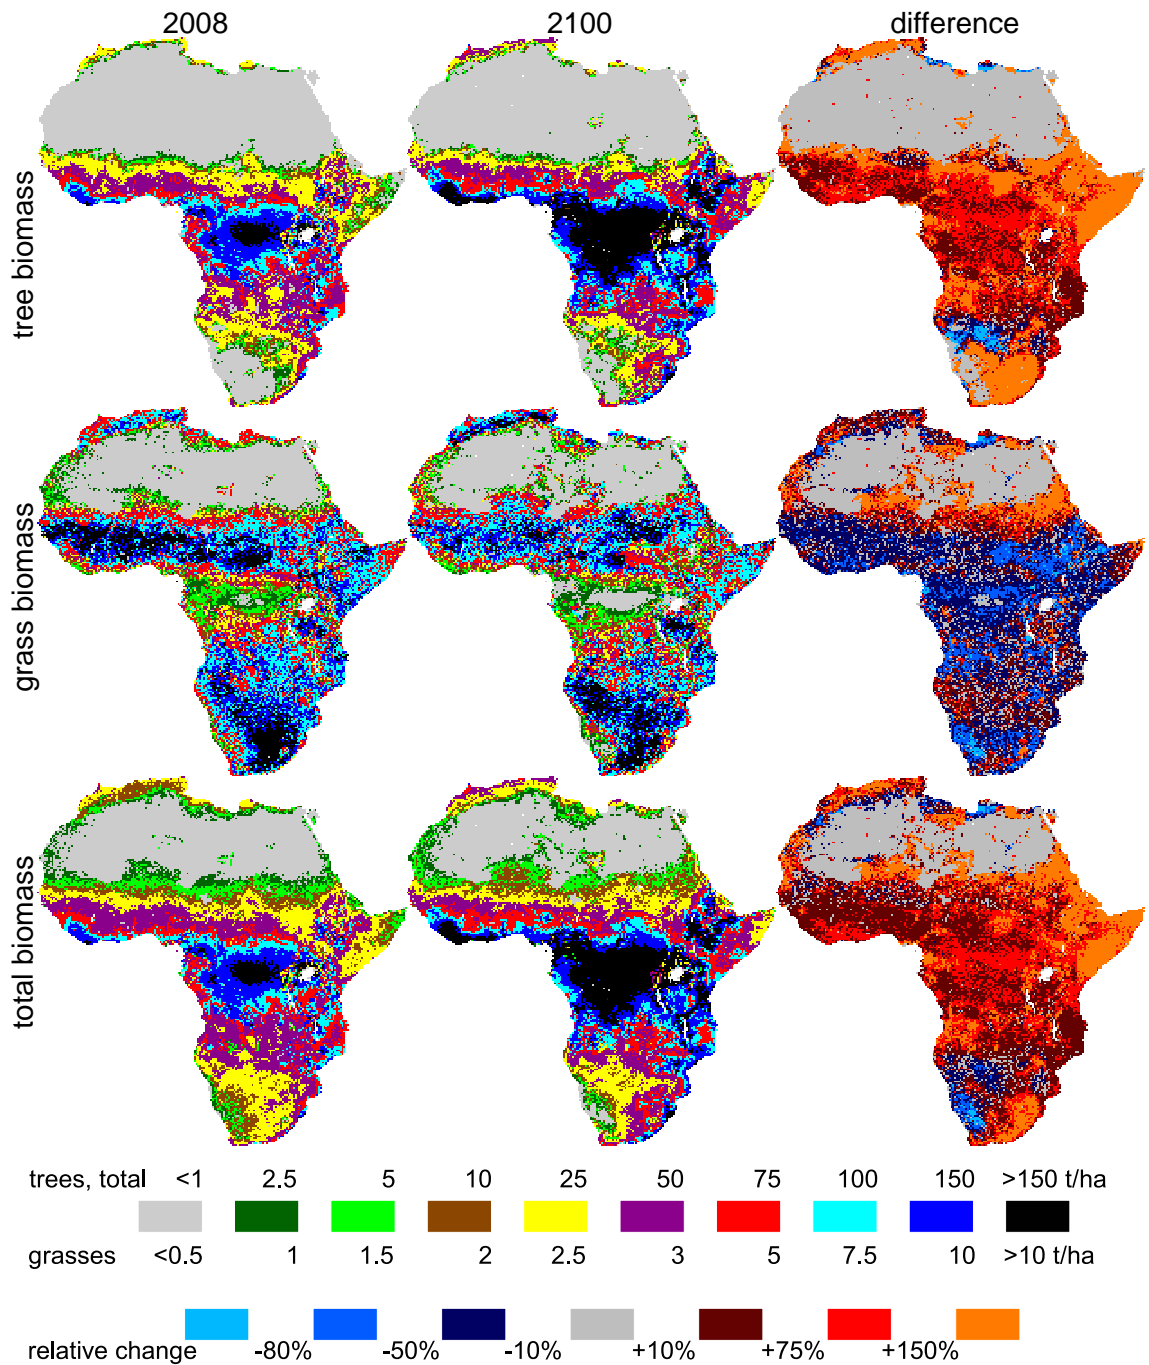 2008 2100 difference
tree biomass
grass biomass
total biomass
trees, total <1 2.5 5 10 25 50 75 100 150 >150 t/ha
grasses <0.5 1 1.5 2 2.5 3 5 7.5 10 >10 t/ha
relative change -80% -50% -10% +10% +75% +150%